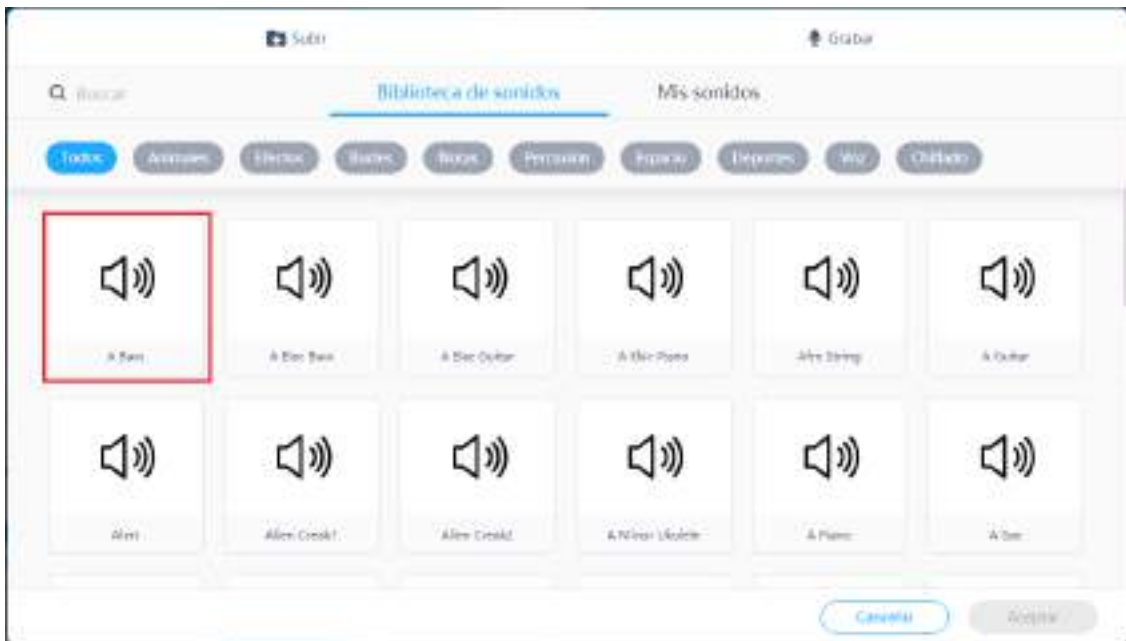 Subir Grabar
Buscar Biblioteca de sonidos Mis sonidos
Todos Animales Efectos Notas Percusión Espacio Deportes Voz Chiflado
A Bass A Elec Bass A Elec Guitar A Elec Piano Afro String A Guitar
Alert Alien Creak1 Alien Creak2 A Minor Ukulele A Piano A Sax
Cancelar Aceptar